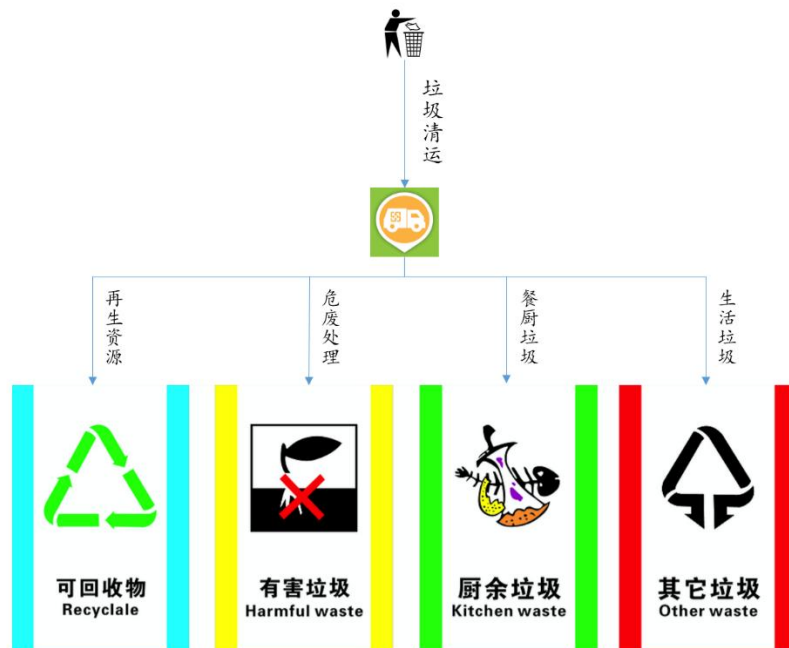 垃圾清运
再生资源
危废处理
餐厨垃圾
生活垃圾
可回收物
Recyclale
有害垃圾
Harmful waste
厨余垃圾
Kitchen waste
其它垃圾
Other waste